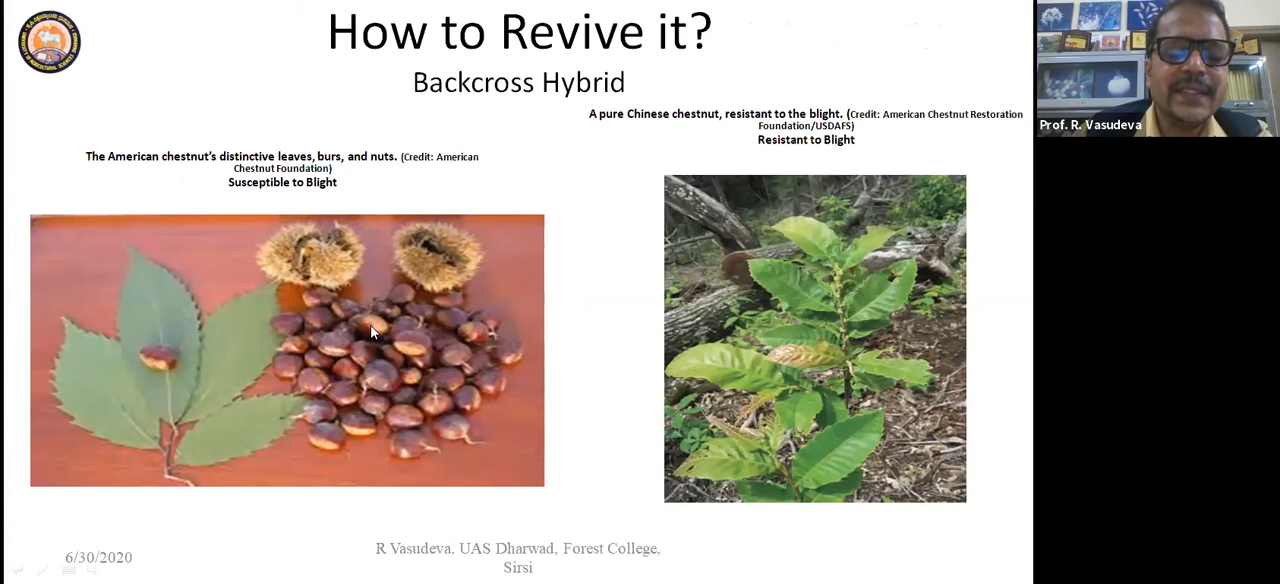 How to Revive it?
Backcross Hybrid
A pure Chinese chestnut, resistant to the blight. (Credit: American Chestnut Restoration
Foundation/USDAFS)
Resistant to Blight
The American chestnut's distinctive leaves, burs, and nuts. (Credit: American
Chestnut Foundation)
Susceptible to Blight
Prof. R. Vasudeva
6/30/2020
R Vasudeva, UAS Dharwad, Forest College,
Sirsi